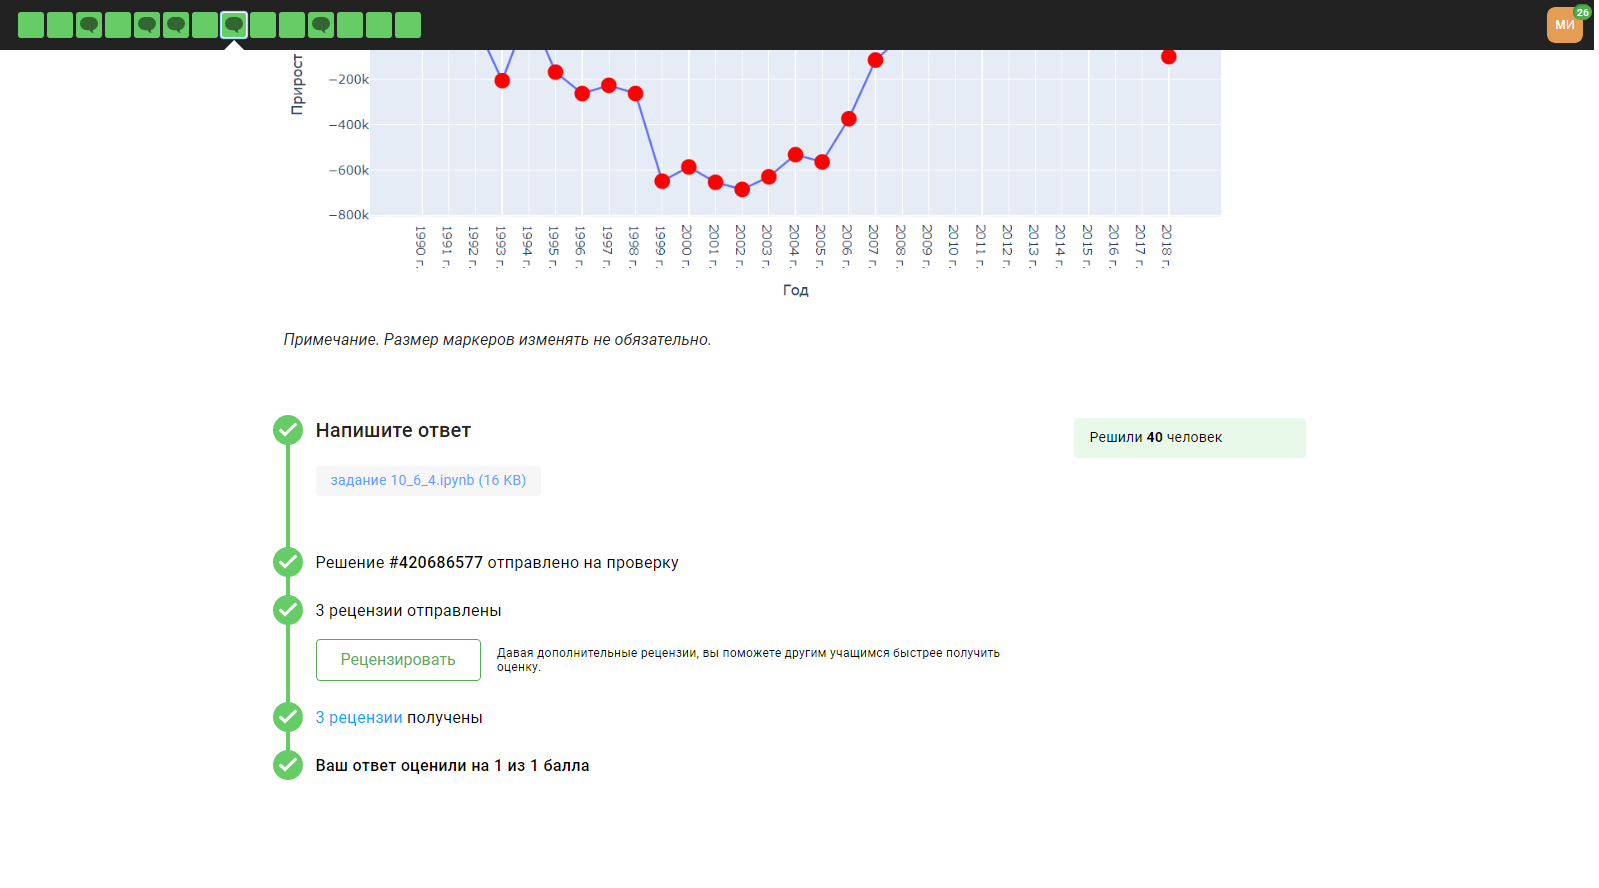 МИ
26
Прирост
−200k
−400k
−600k
−800k
1990 г.
1991 г.
1992 г.
1993 г.
1994 г.
1995 г.
1996 г.
1997 г.
1998 г.
1999 г.
2000 г.
2001 г.
2002 г.
2003 г.
2004 г.
2005 г.
2006 г.
2007 г.
2008 г.
2009 г.
2010 г.
2011 г.
2012 г.
2013 г.
2014 г.
2015 г.
2016 г.
2017 г.
2018 г.
Год
Примечание. Размер маркеров изменять не обязательно.
Напишите ответ
Решили 40 человек
задание 10_6_4.ipynb (16 KB)
Решение #420686577 отправлено на проверку
3 рецензии отправлены
Рецензировать
Давая дополнительные рецензии, вы поможете другим учащимся быстрее получить
оценку.
3 рецензии получены
Ваш ответ оценили на 1 из 1 балла